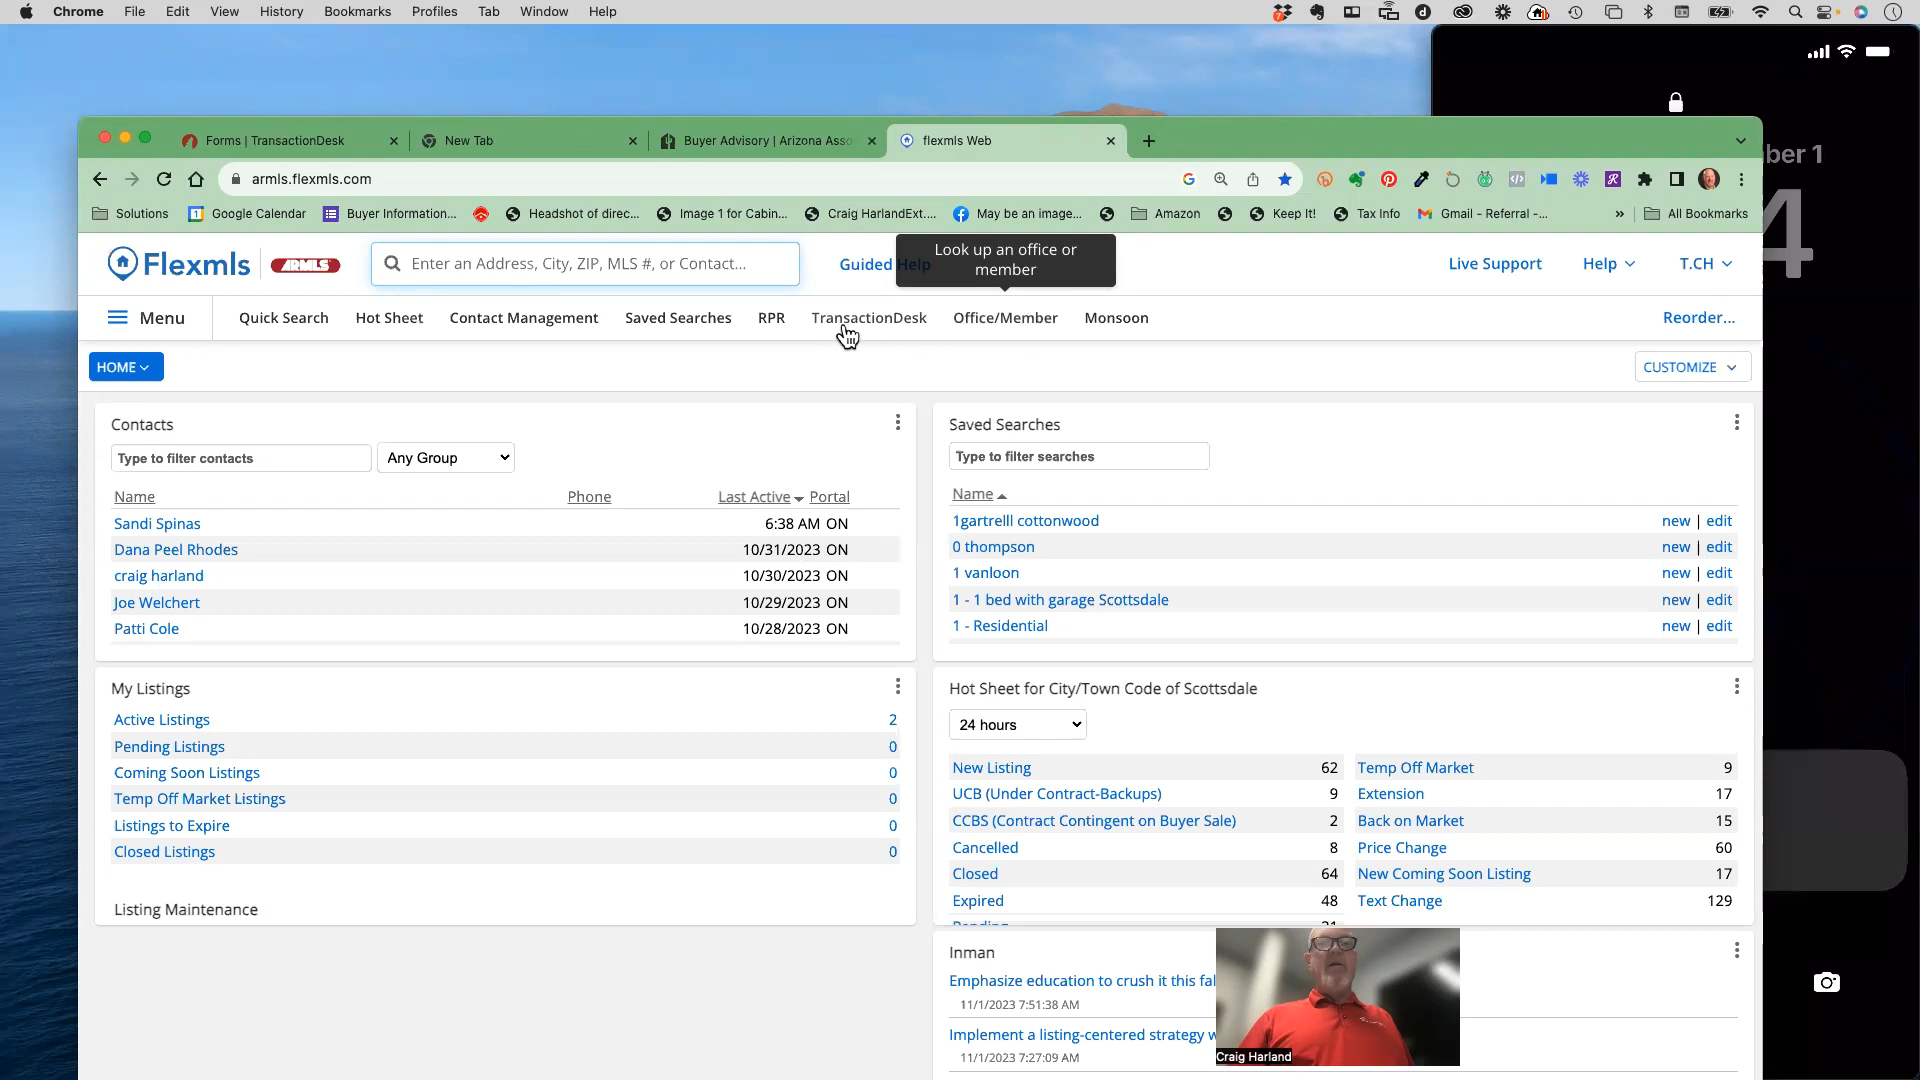 Chrome File Edit View History Bookmarks Profiles Tab Window Help
ber 1
Forms | TransactionDesk
New Tab
Buyer Advisory | Arizona Asso
flexmls Web
armls.flexmls.com
Solutions
Google Calendar
Buyer Information...
Headshot of direc...
Image 1 for Cabin...
Craig HarlandExt....
May be an image...
Amazon
Keep It!
Tax Info
Gmail - Referral -...
»
All Bookmarks
4
Flexmls
ARMLS
Enter an Address, City, ZIP, MLS #, or Contact...
Guided Help
Look up an office or
member
Live Support
Help
T.CH
Menu
Quick Search
Hot Sheet
Contact Management
Saved Searches
RPR
TransactionDesk
Office/Member
Monsoon
Reorder...
HOME
CUSTOMIZE
Contacts
Type to filter contacts
Any Group
Name Phone Last Active Portal
Sandi Spinas 6:38 AM ON
Dana Peel Rhodes 10/31/2023 ON
craig harland 10/30/2023 ON
Joe Welchert 10/29/2023 ON
Patti Cole 10/28/2023 ON
Saved Searches
Type to filter searches
Name
1gartrelll cottonwood new | edit
0 thompson new | edit
1 vanloon new | edit
1 - 1 bed with garage Scottsdale new | edit
1 - Residential new | edit
My Listings
Active Listings 2
Pending Listings 0
Coming Soon Listings 0
Temp Off Market Listings 0
Listings to Expire 0
Closed Listings 0
Listing Maintenance
Hot Sheet for City/Town Code of Scottsdale
24 hours
New Listing 62
UCB (Under Contract-Backups) 9
CCBS (Contract Contingent on Buyer Sale) 2
Cancelled 8
Closed 64
Expired 48
Pending 21
Temp Off Market 9
Extension 17
Back on Market 15
Price Change 60
New Coming Soon Listing 17
Text Change 129
Inman
Emphasize education to crush it this fal
11/1/2023 7:51:38 AM
Implement a listing-centered strategy w
11/1/2023 7:27:09 AM
Craig Harland